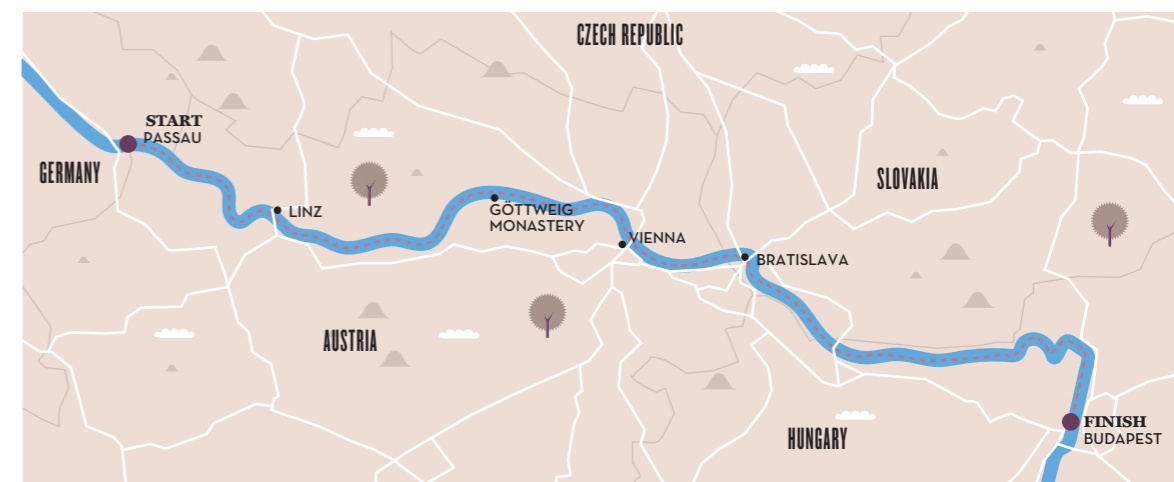 CZECH REPUBLIC
START
PASSAU
GERMANY
SLOVAKIA
LINZ
GÖTTWEIG
MONASTERY
VIENNA
BRATISLAVA
AUSTRIA
FINISH
HUNGARY
BUDAPEST